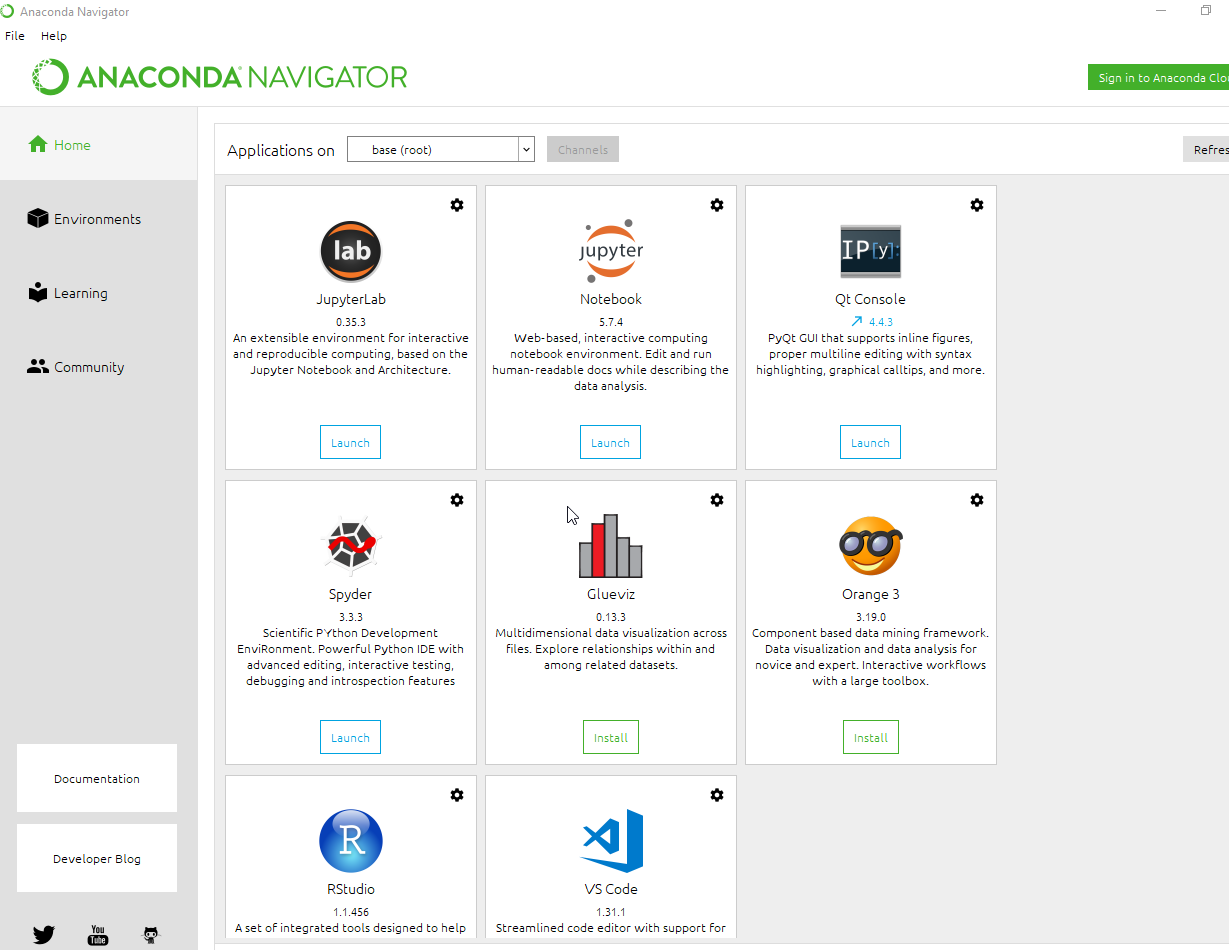 Anaconda Navigator
File Help
ANACONDA NAVIGATOR
Sign in to Anaconda Clo
Home
Environments
Learning
Community
Documentation
Developer Blog
You
Tube
Applications on base (root) Channels Refres
lab
JupyterLab
0.35.3
An extensible environment for interactive
and reproducible computing, based on the
Jupyter Notebook and Architecture.
Launch
jupyter
Notebook
5.7.4
Web-based, interactive computing
notebook environment. Edit and run
human-readable docs while describing the
data analysis.
Launch
IP[y]:
Qt Console
4.4.3
PyQt GUI that supports inline figures,
proper multiline editing with syntax
highlighting, graphical calltips, and more.
Launch
Spyder
3.3.3
Scientific PYthon Development
EnviRonment. Powerful Python IDE with
advanced editing, interactive testing,
debugging and introspection features
Launch
Glueviz
0.13.3
Multidimensional data visualization across
files. Explore relationships within and
among related datasets.
Install
Orange 3
3.19.0
Component based data mining framework.
Data visualization and data analysis for
novice and expert. Interactive workflows
with a large toolbox.
Install
R
RStudio
1.1.456
A set of integrated tools designed to help
VS Code
1.31.1
Streamlined code editor with support for